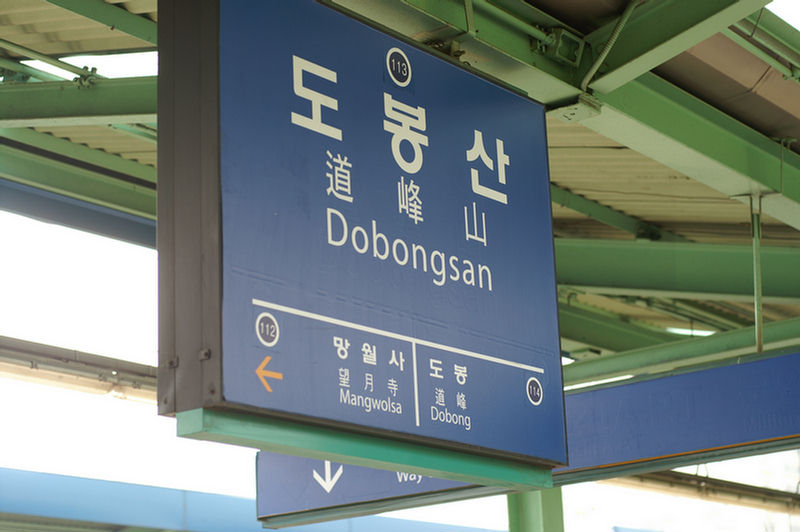 113
도봉산
道峰山
Dobongsan
112
망월사
望月寺
Mangwolsa
도봉
道峰
Dobong
114
Way